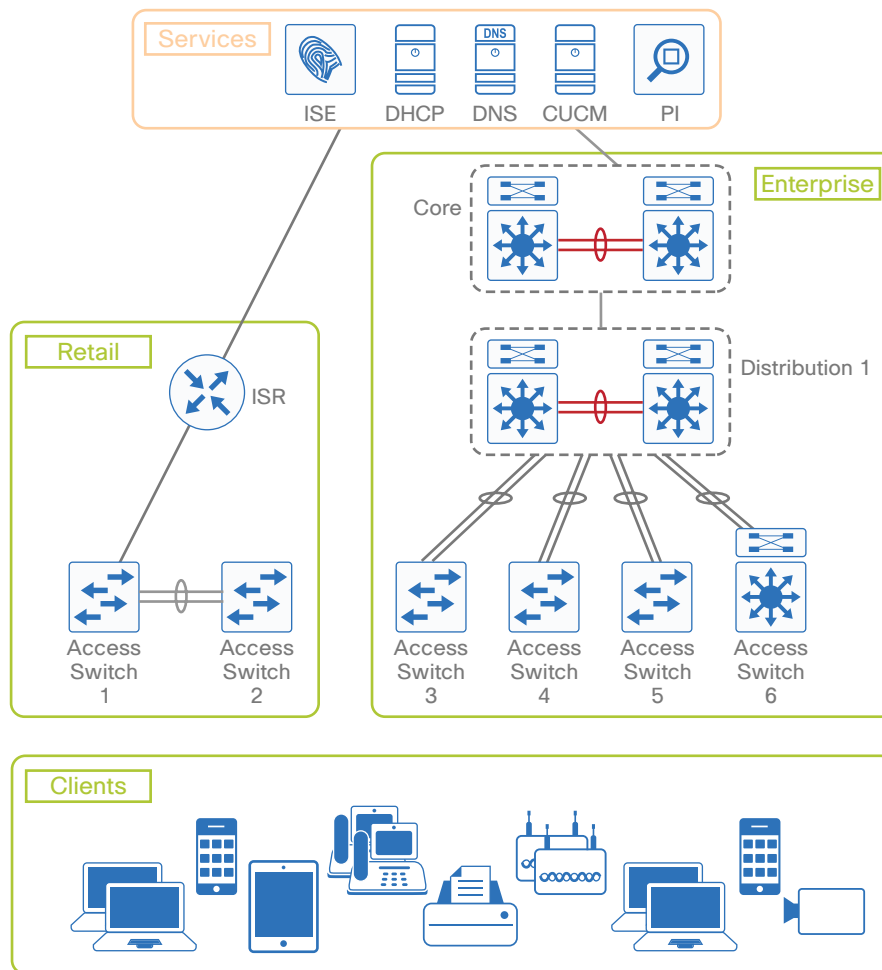 Services
DNS
ISE
DHCP
DNS
CUCM
PI
Enterprise
Core
Retail
ISR
Distribution 1
Access
Switch
1
Access
Switch
2
Access
Switch
3
Access
Switch
4
Access
Switch
5
Access
Switch
6
Clients